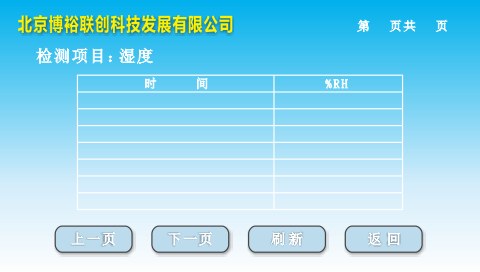 北京博裕联创科技发展有限公司 第 页共 页
检测项目：湿度
时 间 %RH
上一页 下一页 刷新 返回